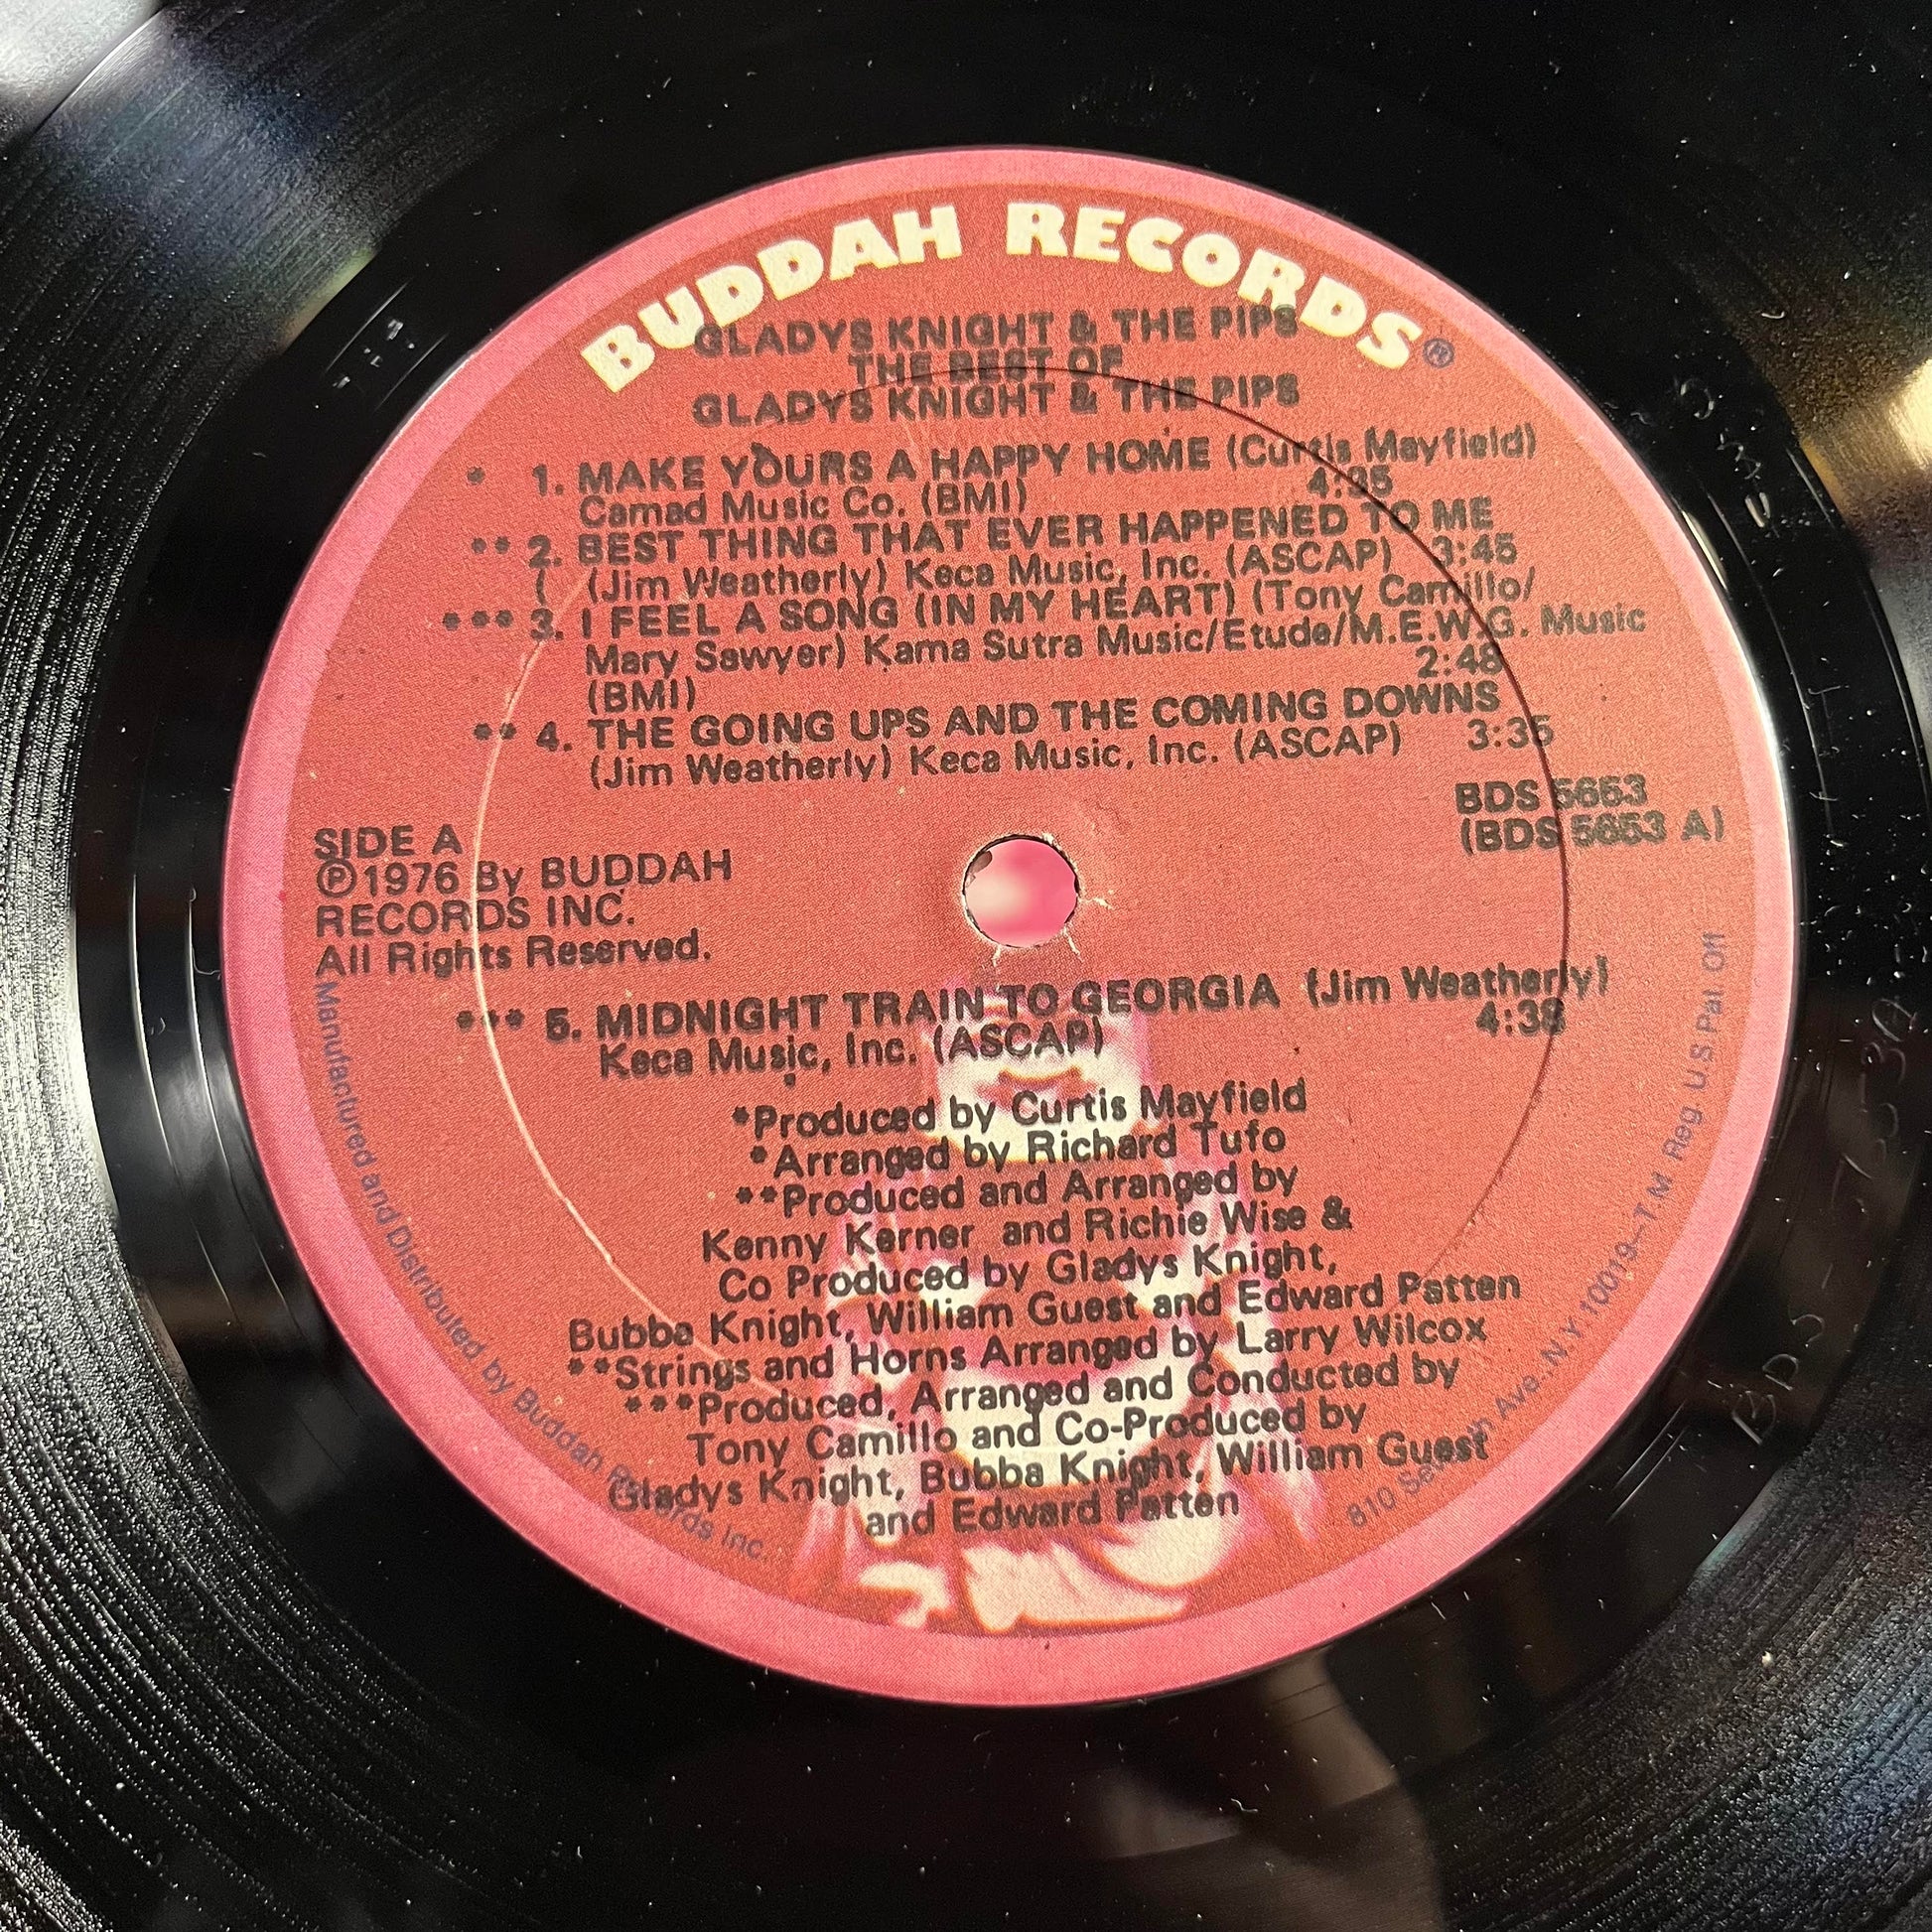 BUDDAH RECORDS®
GLADYS KNIGHT & THE PIPS
THE BEST OF
GLADYS KNIGHT & THE PIPS
* 1. MAKE YOURS A HAPPY HOME (Curtis Mayfield)
Camad Music Co. (BMI) 4:35
** 2. BEST THING THAT EVER HAPPENED TO ME
( (Jim Weatherly) Keca Music, Inc. (ASCAP) 3:45
*** 3. I FEEL A SONG (IN MY HEART) (Tony Camillo/
Mary Sawyer) Kama Sutra Music/Etude/M.E.W.G. Music
(BMI) 2:48
** 4. THE GOING UPS AND THE COMING DOWNS
(Jim Weatherly) Keca Music, Inc. (ASCAP) 3:35
BDS 5653
(BDS 5653 A)
SIDE A
℗1976 By BUDDAH
RECORDS INC.
All Rights Reserved.
*** 5. MIDNIGHT TRAIN TO GEORGIA (Jim Weatherly)
Keca Music, Inc. (ASCAP) 4:38
*Produced by Curtis Mayfield
*Arranged by Richard Tufo
**Produced and Arranged by
Kenny Kerner and Richie Wise &
Co Produced by Gladys Knight,
Bubba Knight, William Guest and Edward Patten
**Strings and Horns Arranged by Larry Wilcox
***Produced, Arranged and Conducted by
Tony Camillo and Co-Produced by
Gladys Knight, Bubba Knight, William Guest
and Edward Patten
Manufactured and Distributed by Buddah Records Inc.
810 Seventh Ave., N.Y. 10019—T.M. Reg. U.S Pat. Off